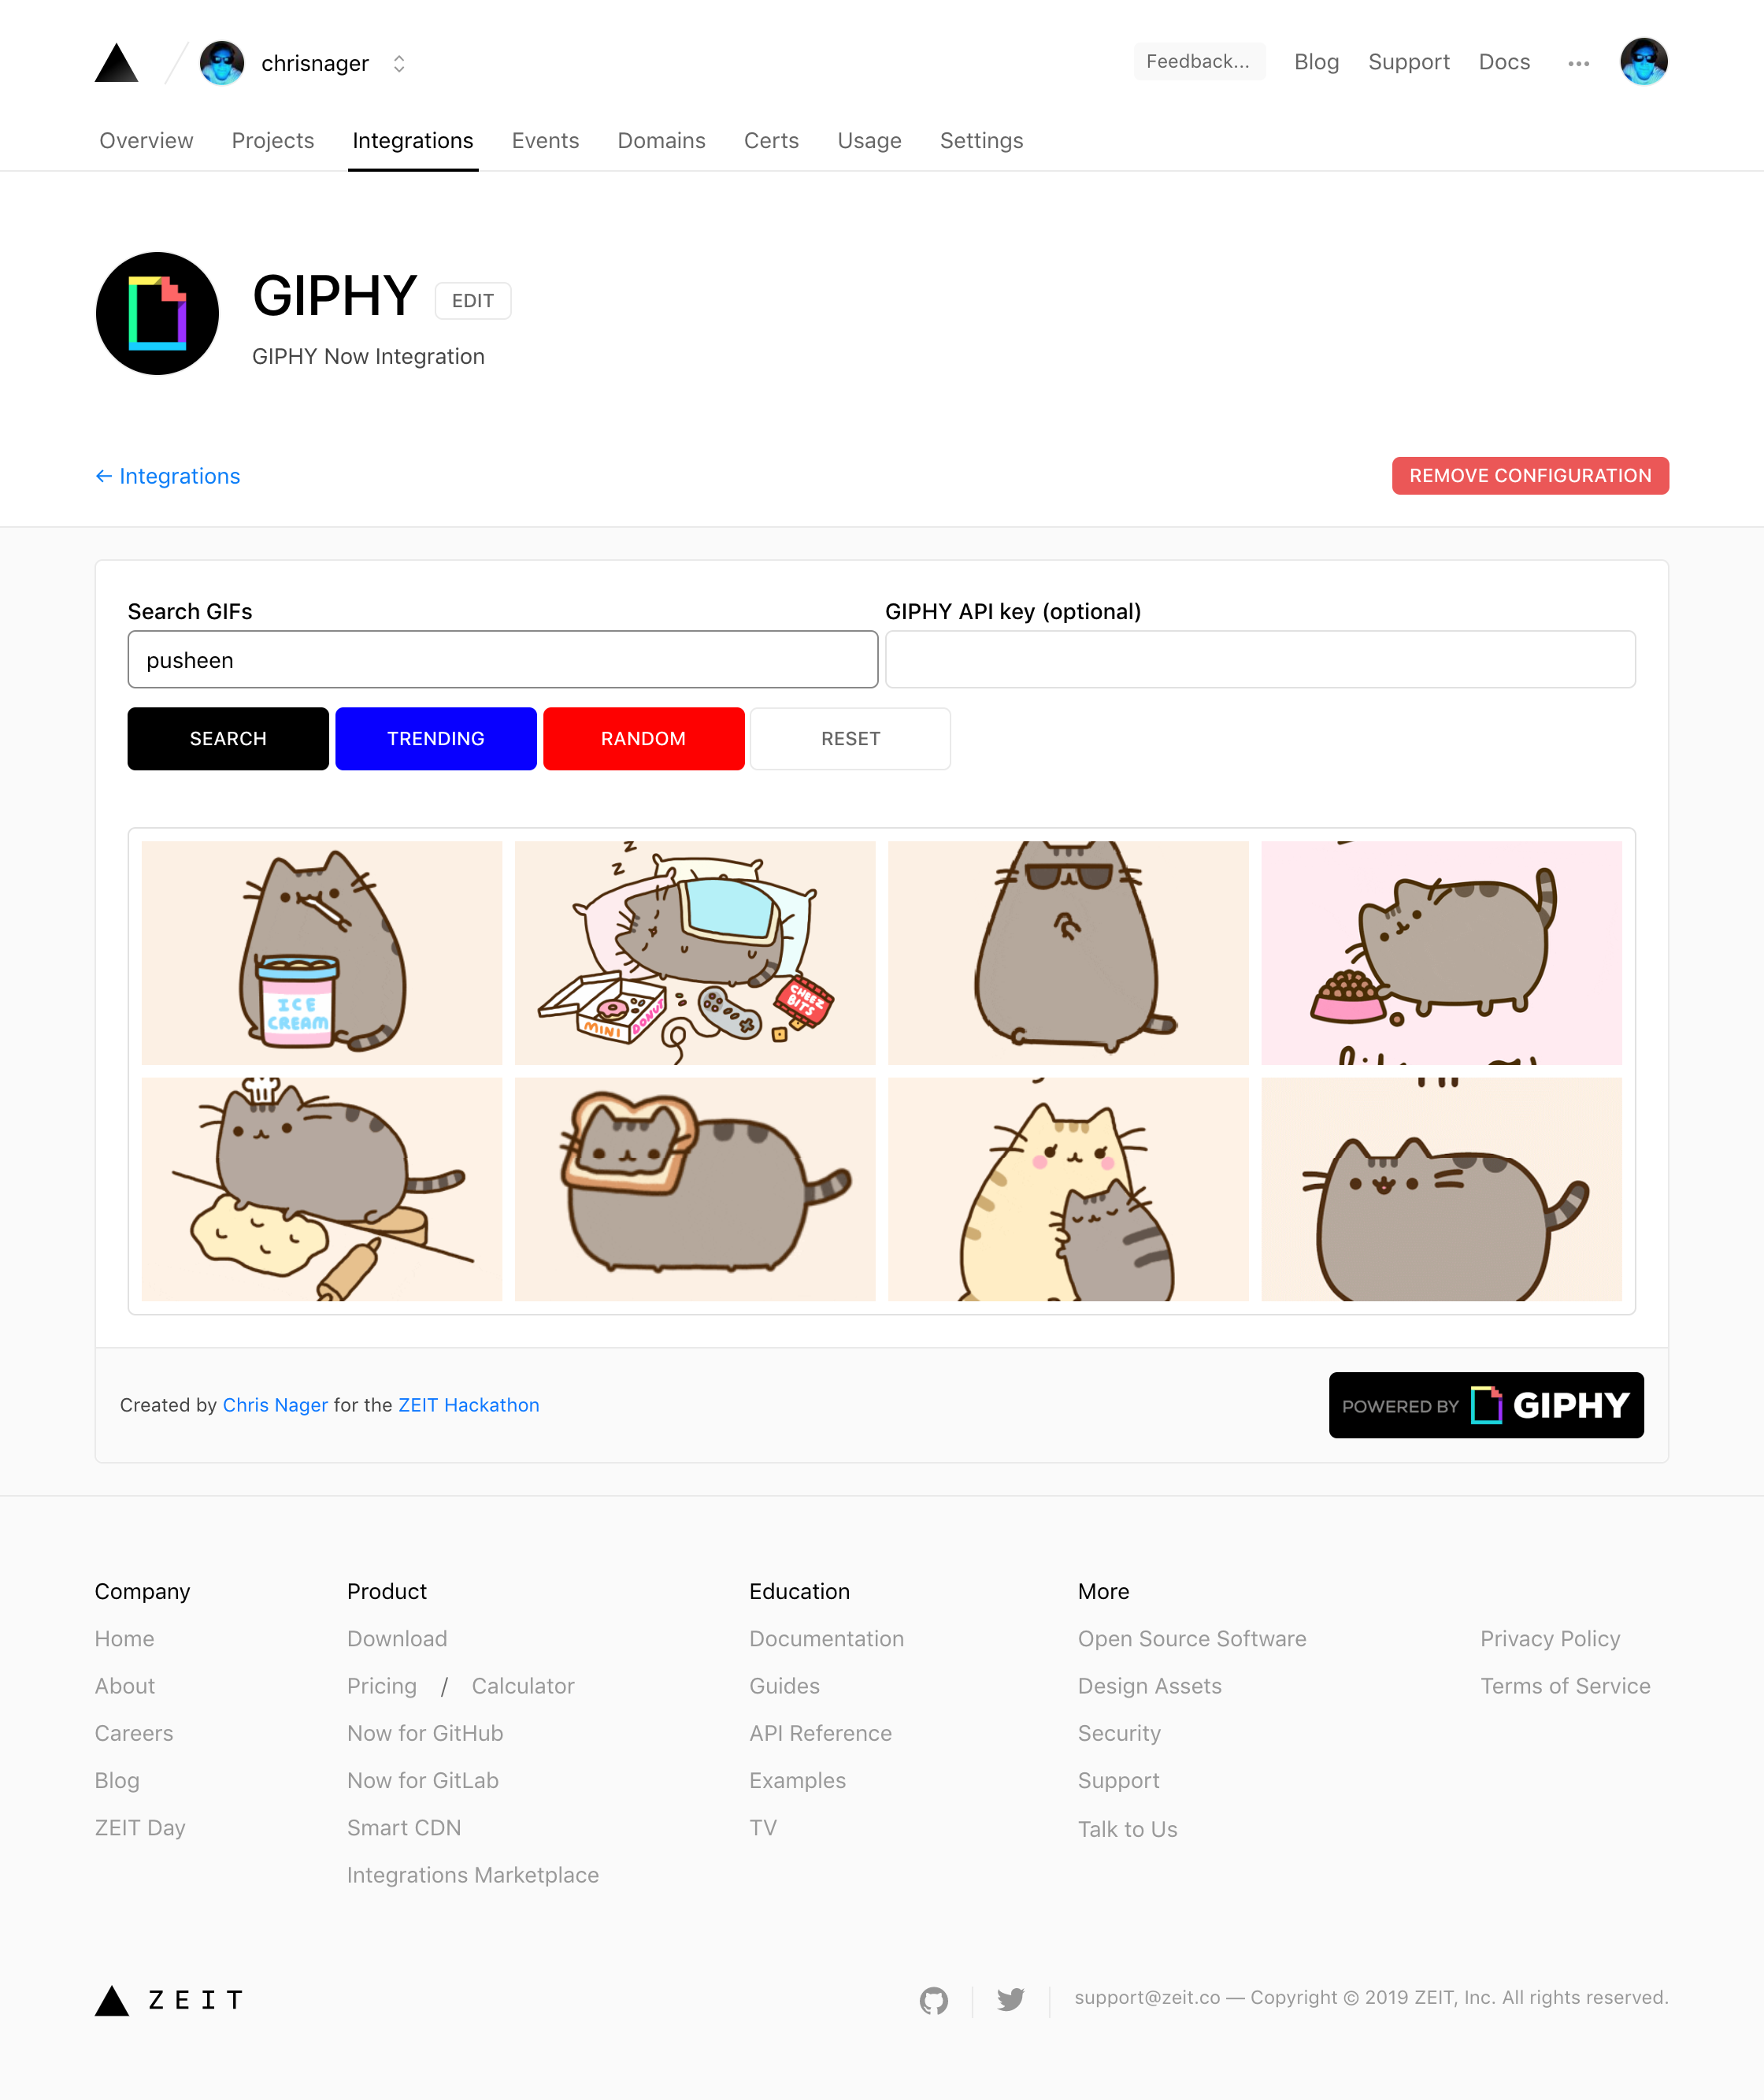 chrisnager
Feedback... Blog Support Docs
Overview Projects Integrations Events Domains Certs Usage Settings
GIPHY EDIT
GIPHY Now Integration
← Integrations REMOVE CONFIGURATION
Search GIFs GIPHY API key (optional)
pusheen
SEARCH TRENDING RANDOM RESET
z
z
ICE
CREAM
MINI DONUT
CHEEZ
BITS
Created by Chris Nager for the ZEIT Hackathon
POWERED BY GIPHY
Company Product Education More
Home Download Documentation Open Source Software Privacy Policy
About Pricing / Calculator Guides Design Assets Terms of Service
Careers Now for GitHub API Reference Security
Blog Now for GitLab Examples Support
ZEIT Day Smart CDN TV Talk to Us
Integrations Marketplace
ZEIT support@zeit.co — Copyright © 2019 ZEIT, Inc. All rights reserved.